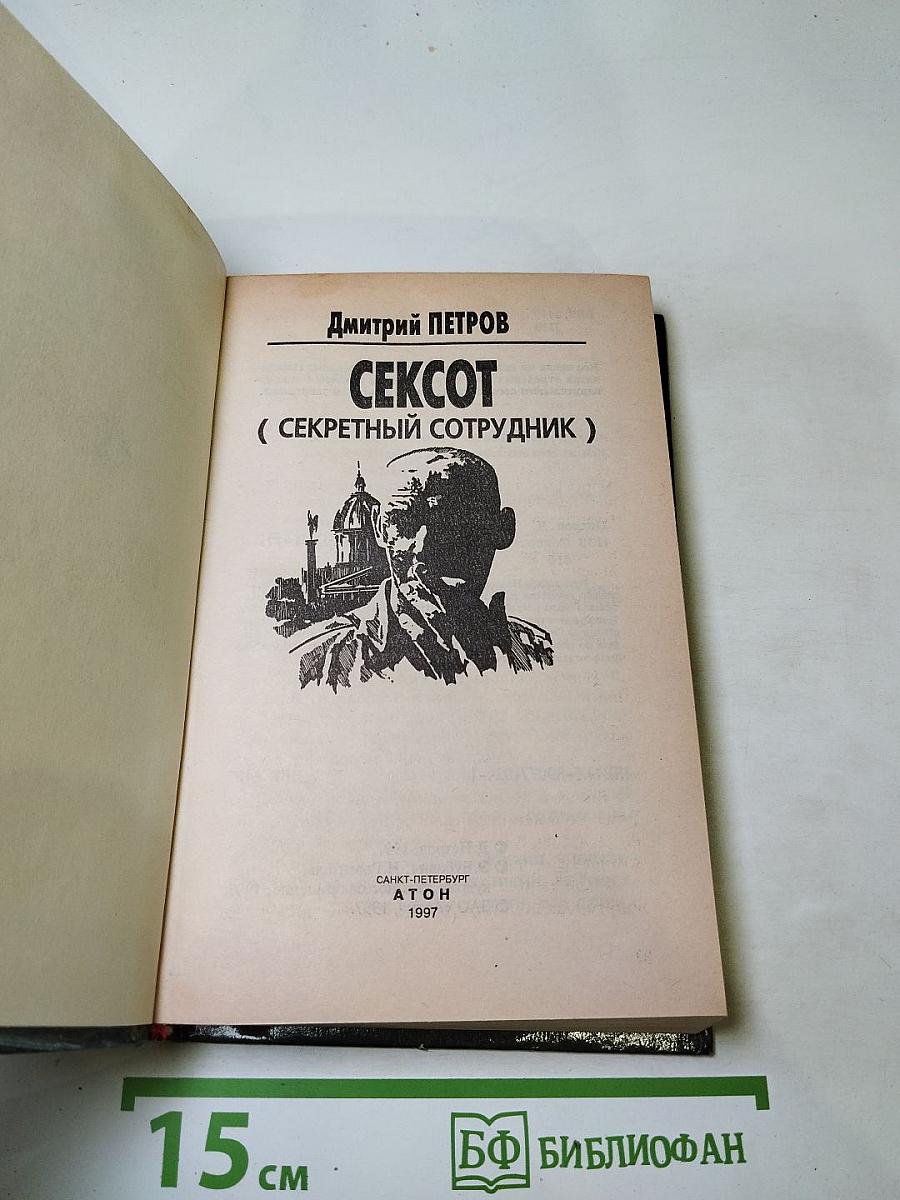 Дмитрий ПЕТРОВ
СЕКСОТ
( СЕКРЕТНЫЙ СОТРУДНИК )
САНКТ-ПЕТЕРБУРГ
АТОН
1997
15 см
БФ БИБЛИОФАН